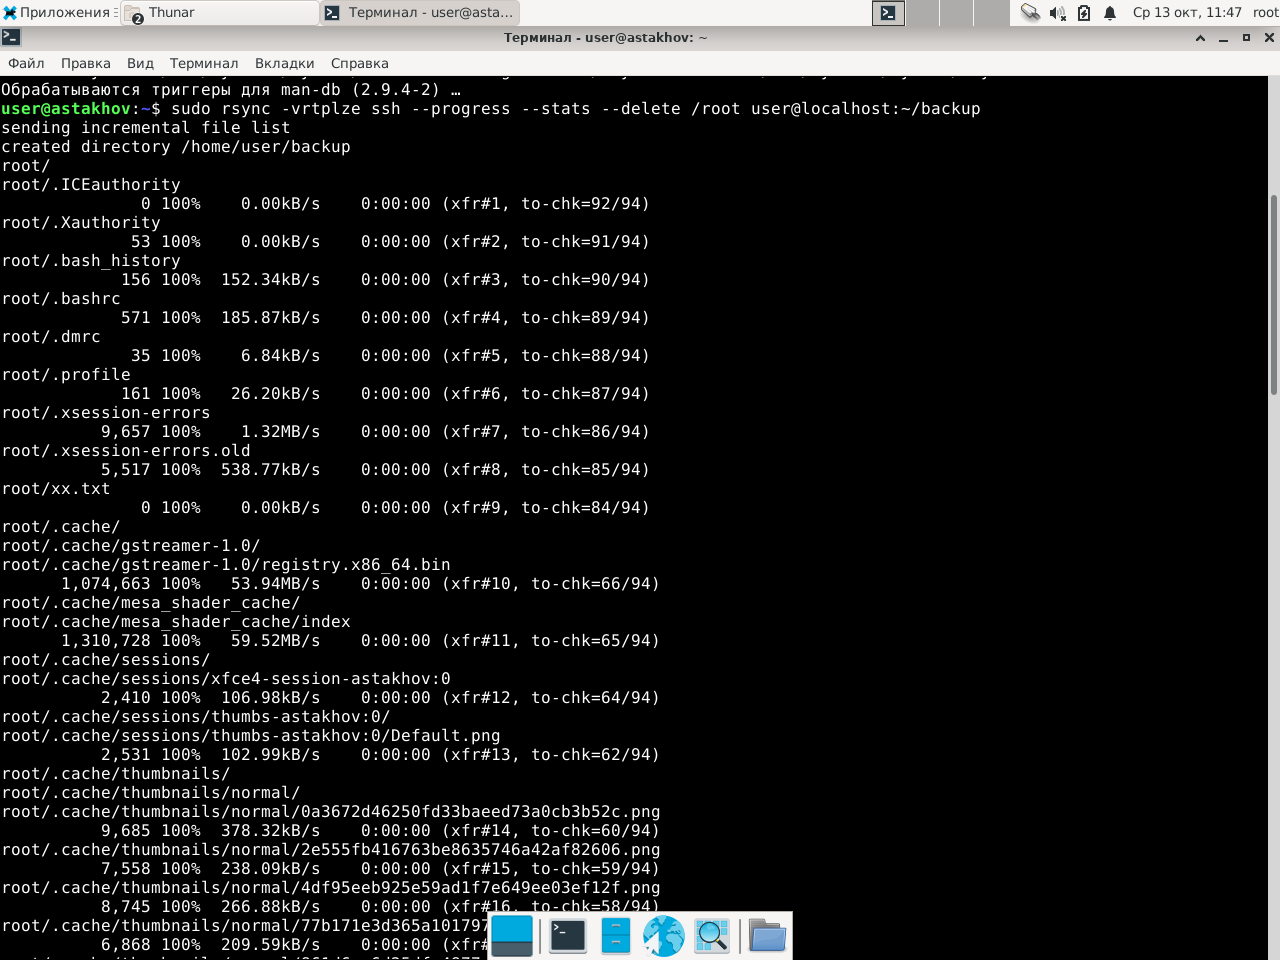 Приложения
2
Thunar
Терминал - user@asta...
Ср 13 окт, 11:47
root
Терминал - user@astakhov: ~
Файл Правка Вид Терминал Вкладки Справка
Обрабатываются триггеры для man-db (2.9.4-2) …
user@astakhov:~$ sudo rsync -vrtplze ssh --progress --stats --delete /root user@localhost:~/backup
sending incremental file list
created directory /home/user/backup
root/
root/.ICEauthority
0 100% 0.00kB/s 0:00:00 (xfr#1, to-chk=92/94)
root/.Xauthority
53 100% 0.00kB/s 0:00:00 (xfr#2, to-chk=91/94)
root/.bash_history
156 100% 152.34kB/s 0:00:00 (xfr#3, to-chk=90/94)
root/.bashrc
571 100% 185.87kB/s 0:00:00 (xfr#4, to-chk=89/94)
root/.dmrc
35 100% 6.84kB/s 0:00:00 (xfr#5, to-chk=88/94)
root/.profile
161 100% 26.20kB/s 0:00:00 (xfr#6, to-chk=87/94)
root/.xsession-errors
9,657 100% 1.32MB/s 0:00:00 (xfr#7, to-chk=86/94)
root/.xsession-errors.old
5,517 100% 538.77kB/s 0:00:00 (xfr#8, to-chk=85/94)
root/xx.txt
0 100% 0.00kB/s 0:00:00 (xfr#9, to-chk=84/94)
root/.cache/
root/.cache/gstreamer-1.0/
root/.cache/gstreamer-1.0/registry.x86_64.bin
1,074,663 100% 53.94MB/s 0:00:00 (xfr#10, to-chk=66/94)
root/.cache/mesa_shader_cache/
root/.cache/mesa_shader_cache/index
1,310,728 100% 59.52MB/s 0:00:00 (xfr#11, to-chk=65/94)
root/.cache/sessions/
root/.cache/sessions/xfce4-session-astakhov:0
2,410 100% 106.98kB/s 0:00:00 (xfr#12, to-chk=64/94)
root/.cache/sessions/thumbs-astakhov:0/
root/.cache/sessions/thumbs-astakhov:0/Default.png
2,531 100% 102.99kB/s 0:00:00 (xfr#13, to-chk=62/94)
root/.cache/thumbnails/
root/.cache/thumbnails/normal/
root/.cache/thumbnails/normal/0a3672d46250fd33baeed73a0cb3b52c.png
9,685 100% 378.32kB/s 0:00:00 (xfr#14, to-chk=60/94)
root/.cache/thumbnails/normal/2e555fb416763be8635746a42af82606.png
7,558 100% 238.09kB/s 0:00:00 (xfr#15, to-chk=59/94)
root/.cache/thumbnails/normal/4df95eeb925e59ad1f7e649ee03ef12f.png
8,745 100% 266.88kB/s 0:00:00 (xfr#16, to-chk=58/94)
root/.cache/thumbnails/normal/77b171e3d365a101797
6,868 100% 209.59kB/s 0:00:00 (xfr#